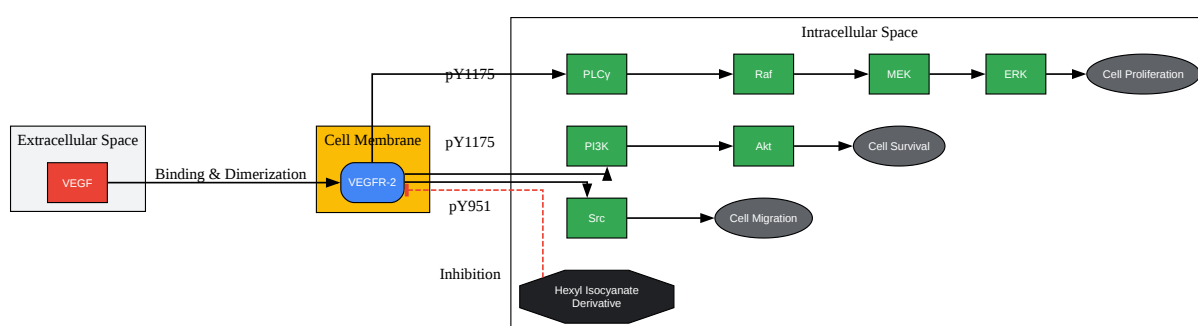 Intracellular Space
pY1175
PLCγ
Raf
MEK
ERK
Cell Proliferation
Extracellular Space
Cell Membrane
pY1175
PI3K
Akt
Cell Survival
VEGF
Binding & Dimerization
VEGFR-2
pY951
Src
Cell Migration
Inhibition
Hexyl Isocyanate
Derivative